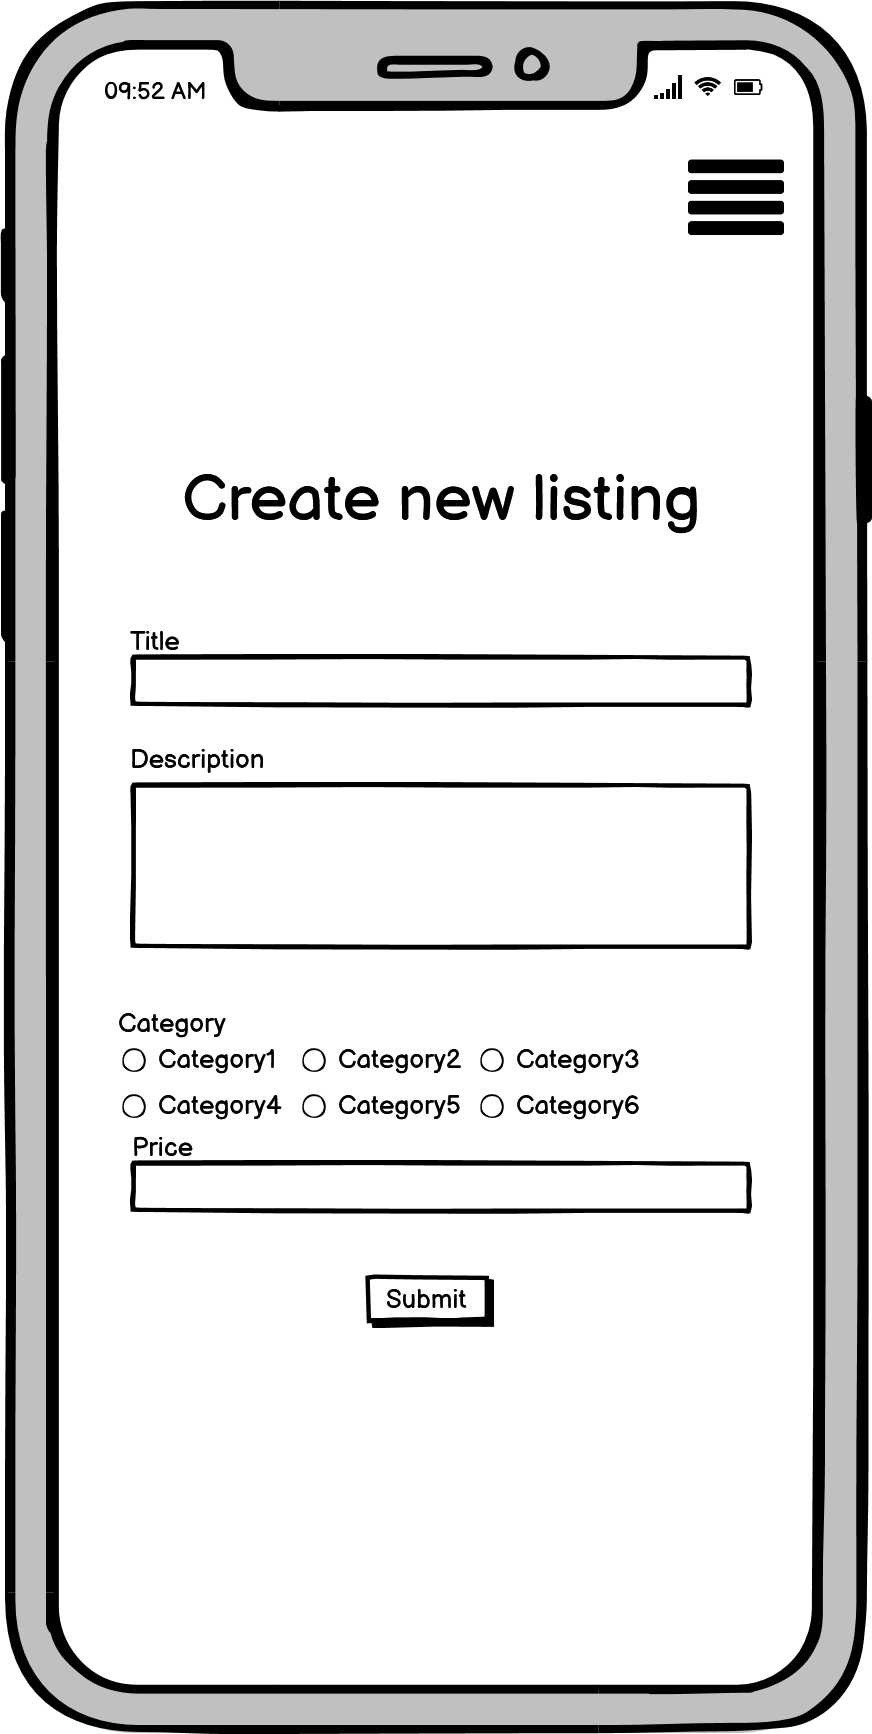 09:52 AM
Create new listing
Title
Description
Category
Category1 Category2 Category3
Category4 Category5 Category6
Price
Submit